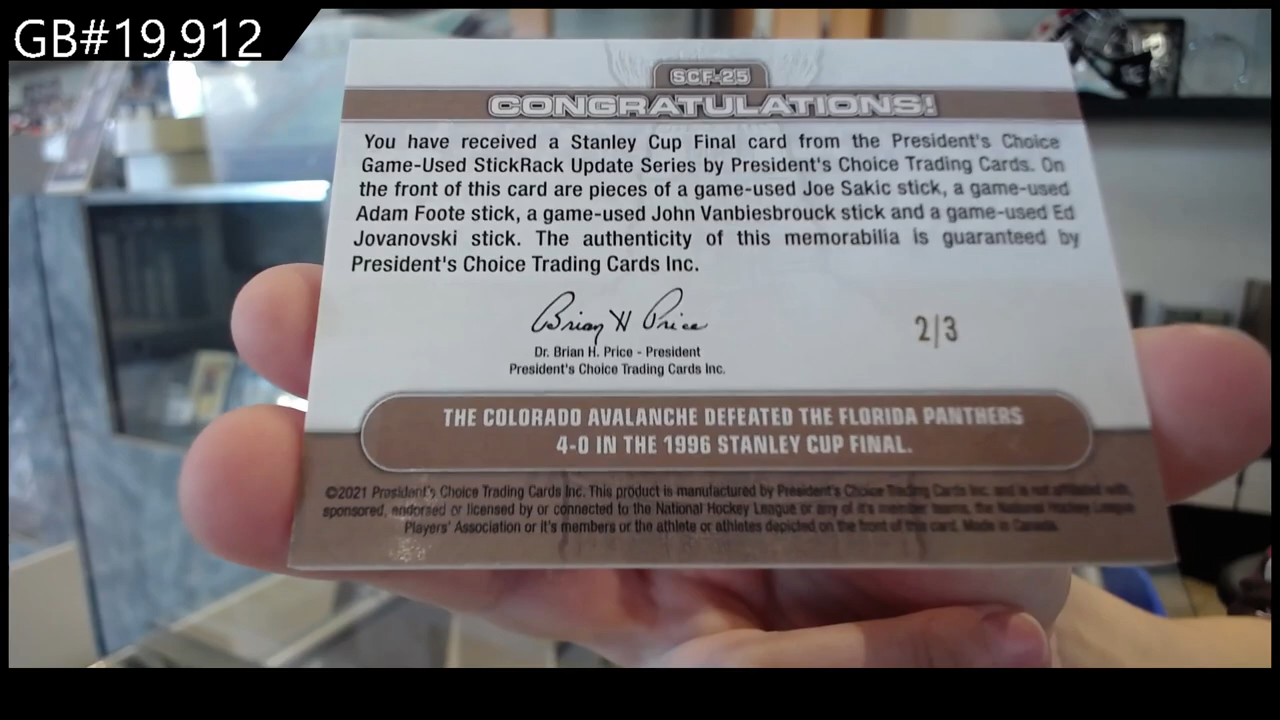 GB#19,912
SCF-25
CONGRATULATIONS!
You have received a Stanley Cup Final card from the President's Choice
Game-Used StickRack Update Series by President's Choice Trading Cards. On
the front of this card are pieces of a game-used Joe Sakic stick, a game-used
Adam Foote stick, a game-used John Vanbiesbrouck stick and a game-used Ed
Jovanovski stick. The authenticity of this memorabilia is guaranteed by
President's Choice Trading Cards Inc.
Brian H Price
2/3
Dr. Brian H. Price - President
President's Choice Trading Cards Inc.
THE COLORADO AVALANCHE DEFEATED THE FLORIDA PANTHERS
4-0 IN THE 1996 STANLEY CUP FINAL.
©2021 President's Choice Trading Cards Inc. This product is manufactured by President's Choice Trading Cards Inc. and is not affiliated with,
sponsored, endorsed or licensed by or connected to the National Hockey League or any of it's member teams, the National Hockey League
Players' Association or it's members or the athlete or athletes depicted on the front of this card. Made in Canada.